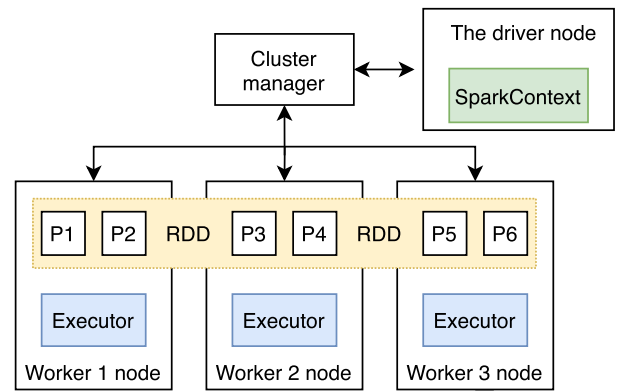 The driver node
Cluster
manager
SparkContext
P1 P2 RDD P3 P4 RDD P5 P6
Executor Executor Executor
Worker 1 node Worker 2 node Worker 3 node